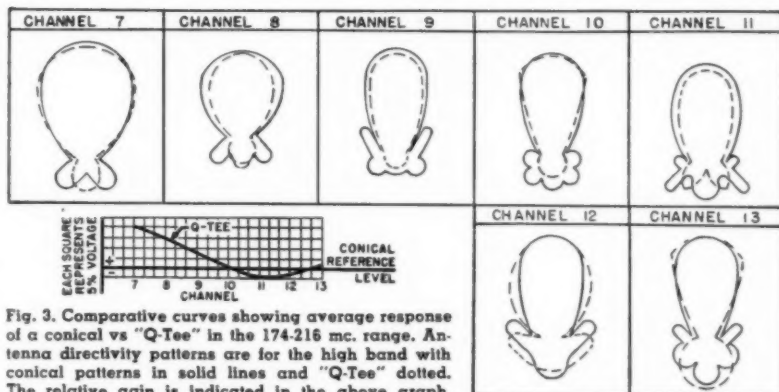 CHANNEL 7
CHANNEL 8
CHANNEL 9
CHANNEL 10
CHANNEL 11
EACH SQUARE
REPRESENTS
5% VOLTAGE
+
-
Q-TEE
CONICAL
REFERENCE
LEVEL
7 8 9 10 11 12 13
CHANNEL
CHANNEL 12
CHANNEL 13
Fig. 3. Comparative curves showing average response
of a conical vs "Q-Tee" in the 174-216 mc. range. An-
tenna directivity patterns are for the high band with
conical patterns in solid lines and "Q-Tee" dotted.
The relative gain is indicated in the above graph.